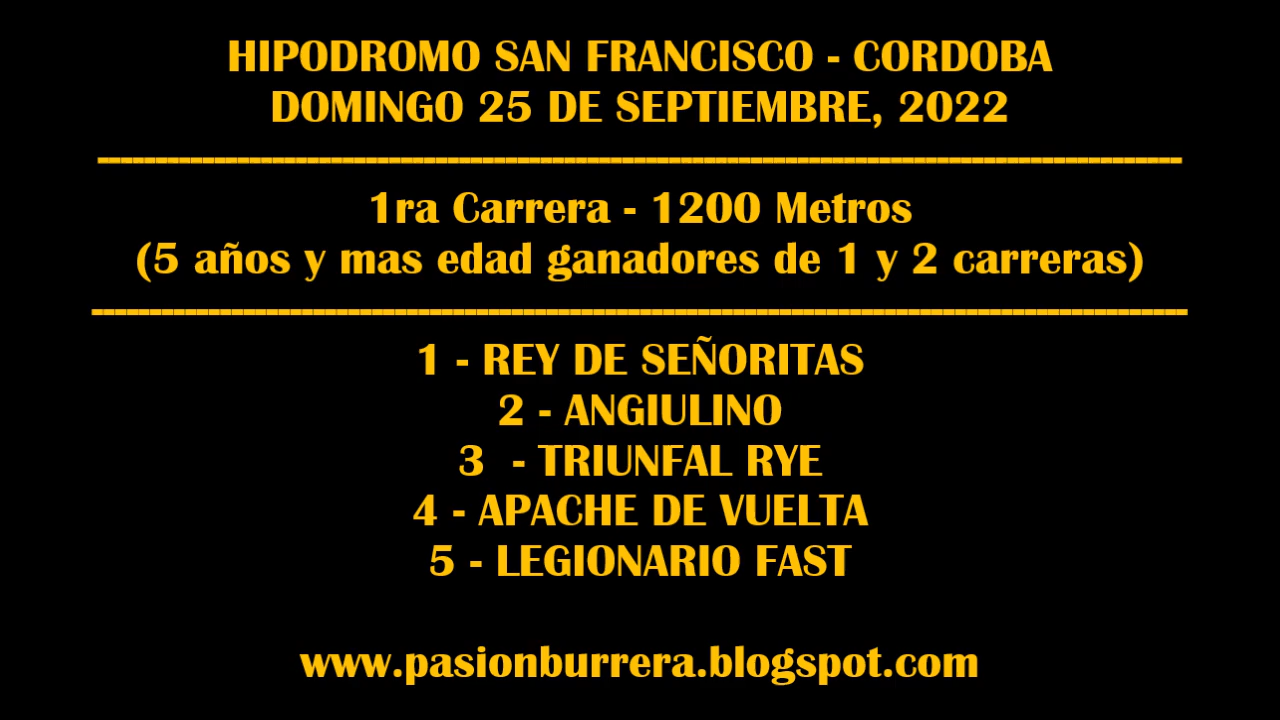 HIPODROMO SAN FRANCISCO - CORDOBA
DOMINGO 25 DE SEPTIEMBRE, 2022
1ra Carrera - 1200 Metros
(5 años y mas edad ganadores de 1 y 2 carreras)
1 - REY DE SEÑORITAS
2 - ANGIULINO
3  - TRIUNFAL RYE
4 - APACHE DE VUELTA
5 - LEGIONARIO FAST
www.pasionburrera.blogspot.com